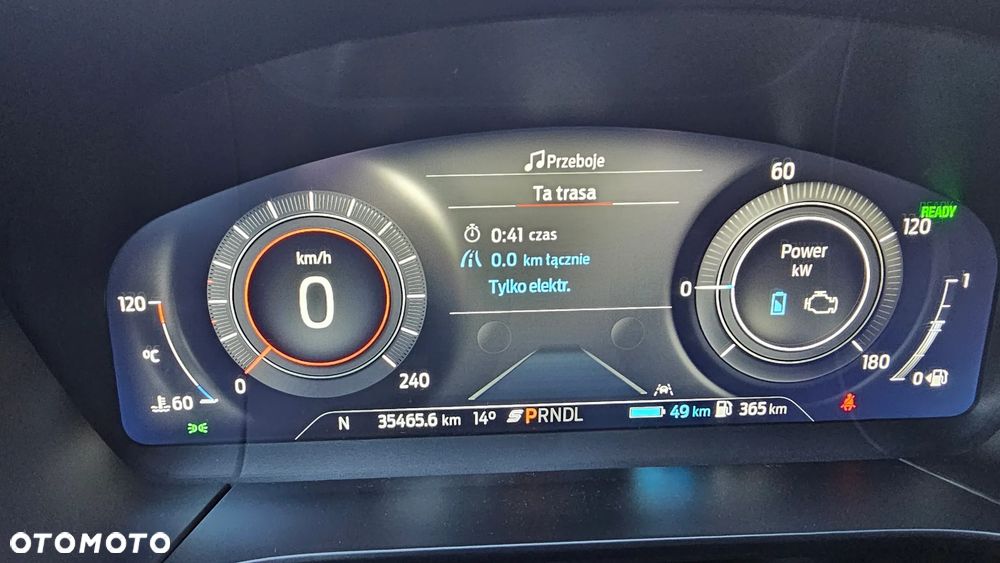 Przeboje
Ta trasa
0:41 czas
0.0 km łącznie
Tylko elektr.
km/h
0
0
240
120
°C
60
60
120
READY
Power
kW
0
180
1
0
N 35465.6 km 14° S PRNDL 49 km 365 km
OTOMOTO